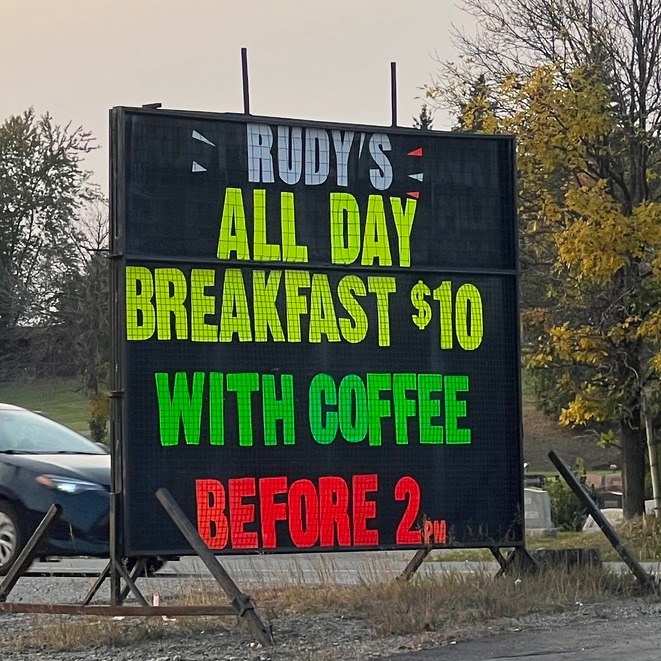 RUDY'S
ALL DAY
BREAKFAST $10
WITH COFFEE
BEFORE 2PM